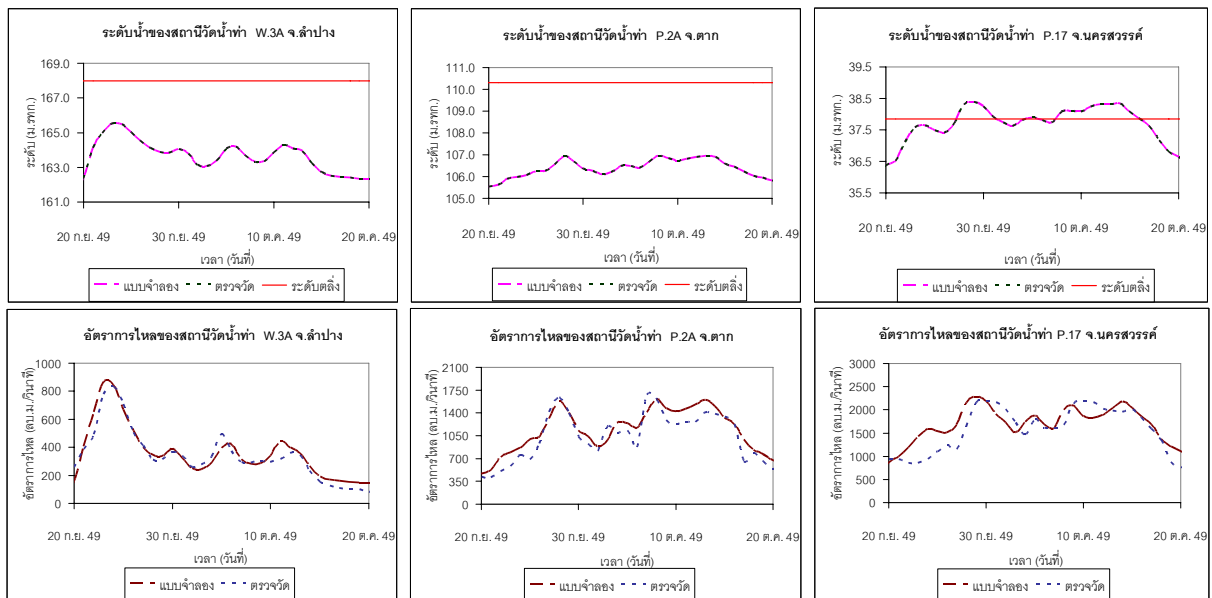 ระดับน้ำของสถานีวัดน้ำท่า W.3A จ.ลำปาง
ระดับ (ม.รทก.)
169.0
167.0
165.0
163.0
161.0
20 ก.ย. 49 30 ก.ย. 49 10 ต.ค. 49 20 ต.ค. 49
เวลา (วันที่)
แบบจำลอง ตรวจวัด ระดับตลิ่ง
ระดับน้ำของสถานีวัดน้ำท่า P.2A จ.ตาก
ระดับ (ม.รทก.)
111.0
110.0
109.0
108.0
107.0
106.0
105.0
20 ก.ย. 49 30 ก.ย. 49 10 ต.ค. 49 20 ต.ค. 49
เวลา (วันที่)
แบบจำลอง ตรวจวัด ระดับตลิ่ง
ระดับน้ำของสถานีวัดน้ำท่า P.17 จ.นครสวรรค์
ระดับ (ม.รทก.)
39.5
38.5
37.5
36.5
35.5
20 ก.ย. 49 30 ก.ย. 49 10 ต.ค. 49 20 ต.ค. 49
เวลา (วันที่)
แบบจำลอง ตรวจวัด ระดับตลิ่ง
อัตราการไหลของสถานีวัดน้ำท่า W.3A จ.ลำปาง
อัตราการไหล (ลบ.ม./วินาที)
1000
800
600
400
200
0
20 ก.ย. 49 30 ก.ย. 49 10 ต.ค. 49 20 ต.ค. 49
เวลา (วันที่)
แบบจำลอง ตรวจวัด
อัตราการไหลของสถานีวัดน้ำท่า P.2A จ.ตาก
อัตราการไหล (ลบ.ม./วินาที)
2100
1750
1400
1050
700
350
0
20 ก.ย. 49 30 ก.ย. 49 10 ต.ค. 49 20 ต.ค. 49
เวลา (วันที่)
แบบจำลอง ตรวจวัด
อัตราการไหลของสถานีวัดน้ำท่า P.17 จ.นครสวรรค์
อัตราการไหล (ลบ.ม./วินาที)
3000
2500
2000
1500
1000
500
0
20 ก.ย. 49 30 ก.ย. 49 10 ต.ค. 49 20 ต.ค. 49
เวลา (วันที่)
แบบจำลอง ตรวจวัด